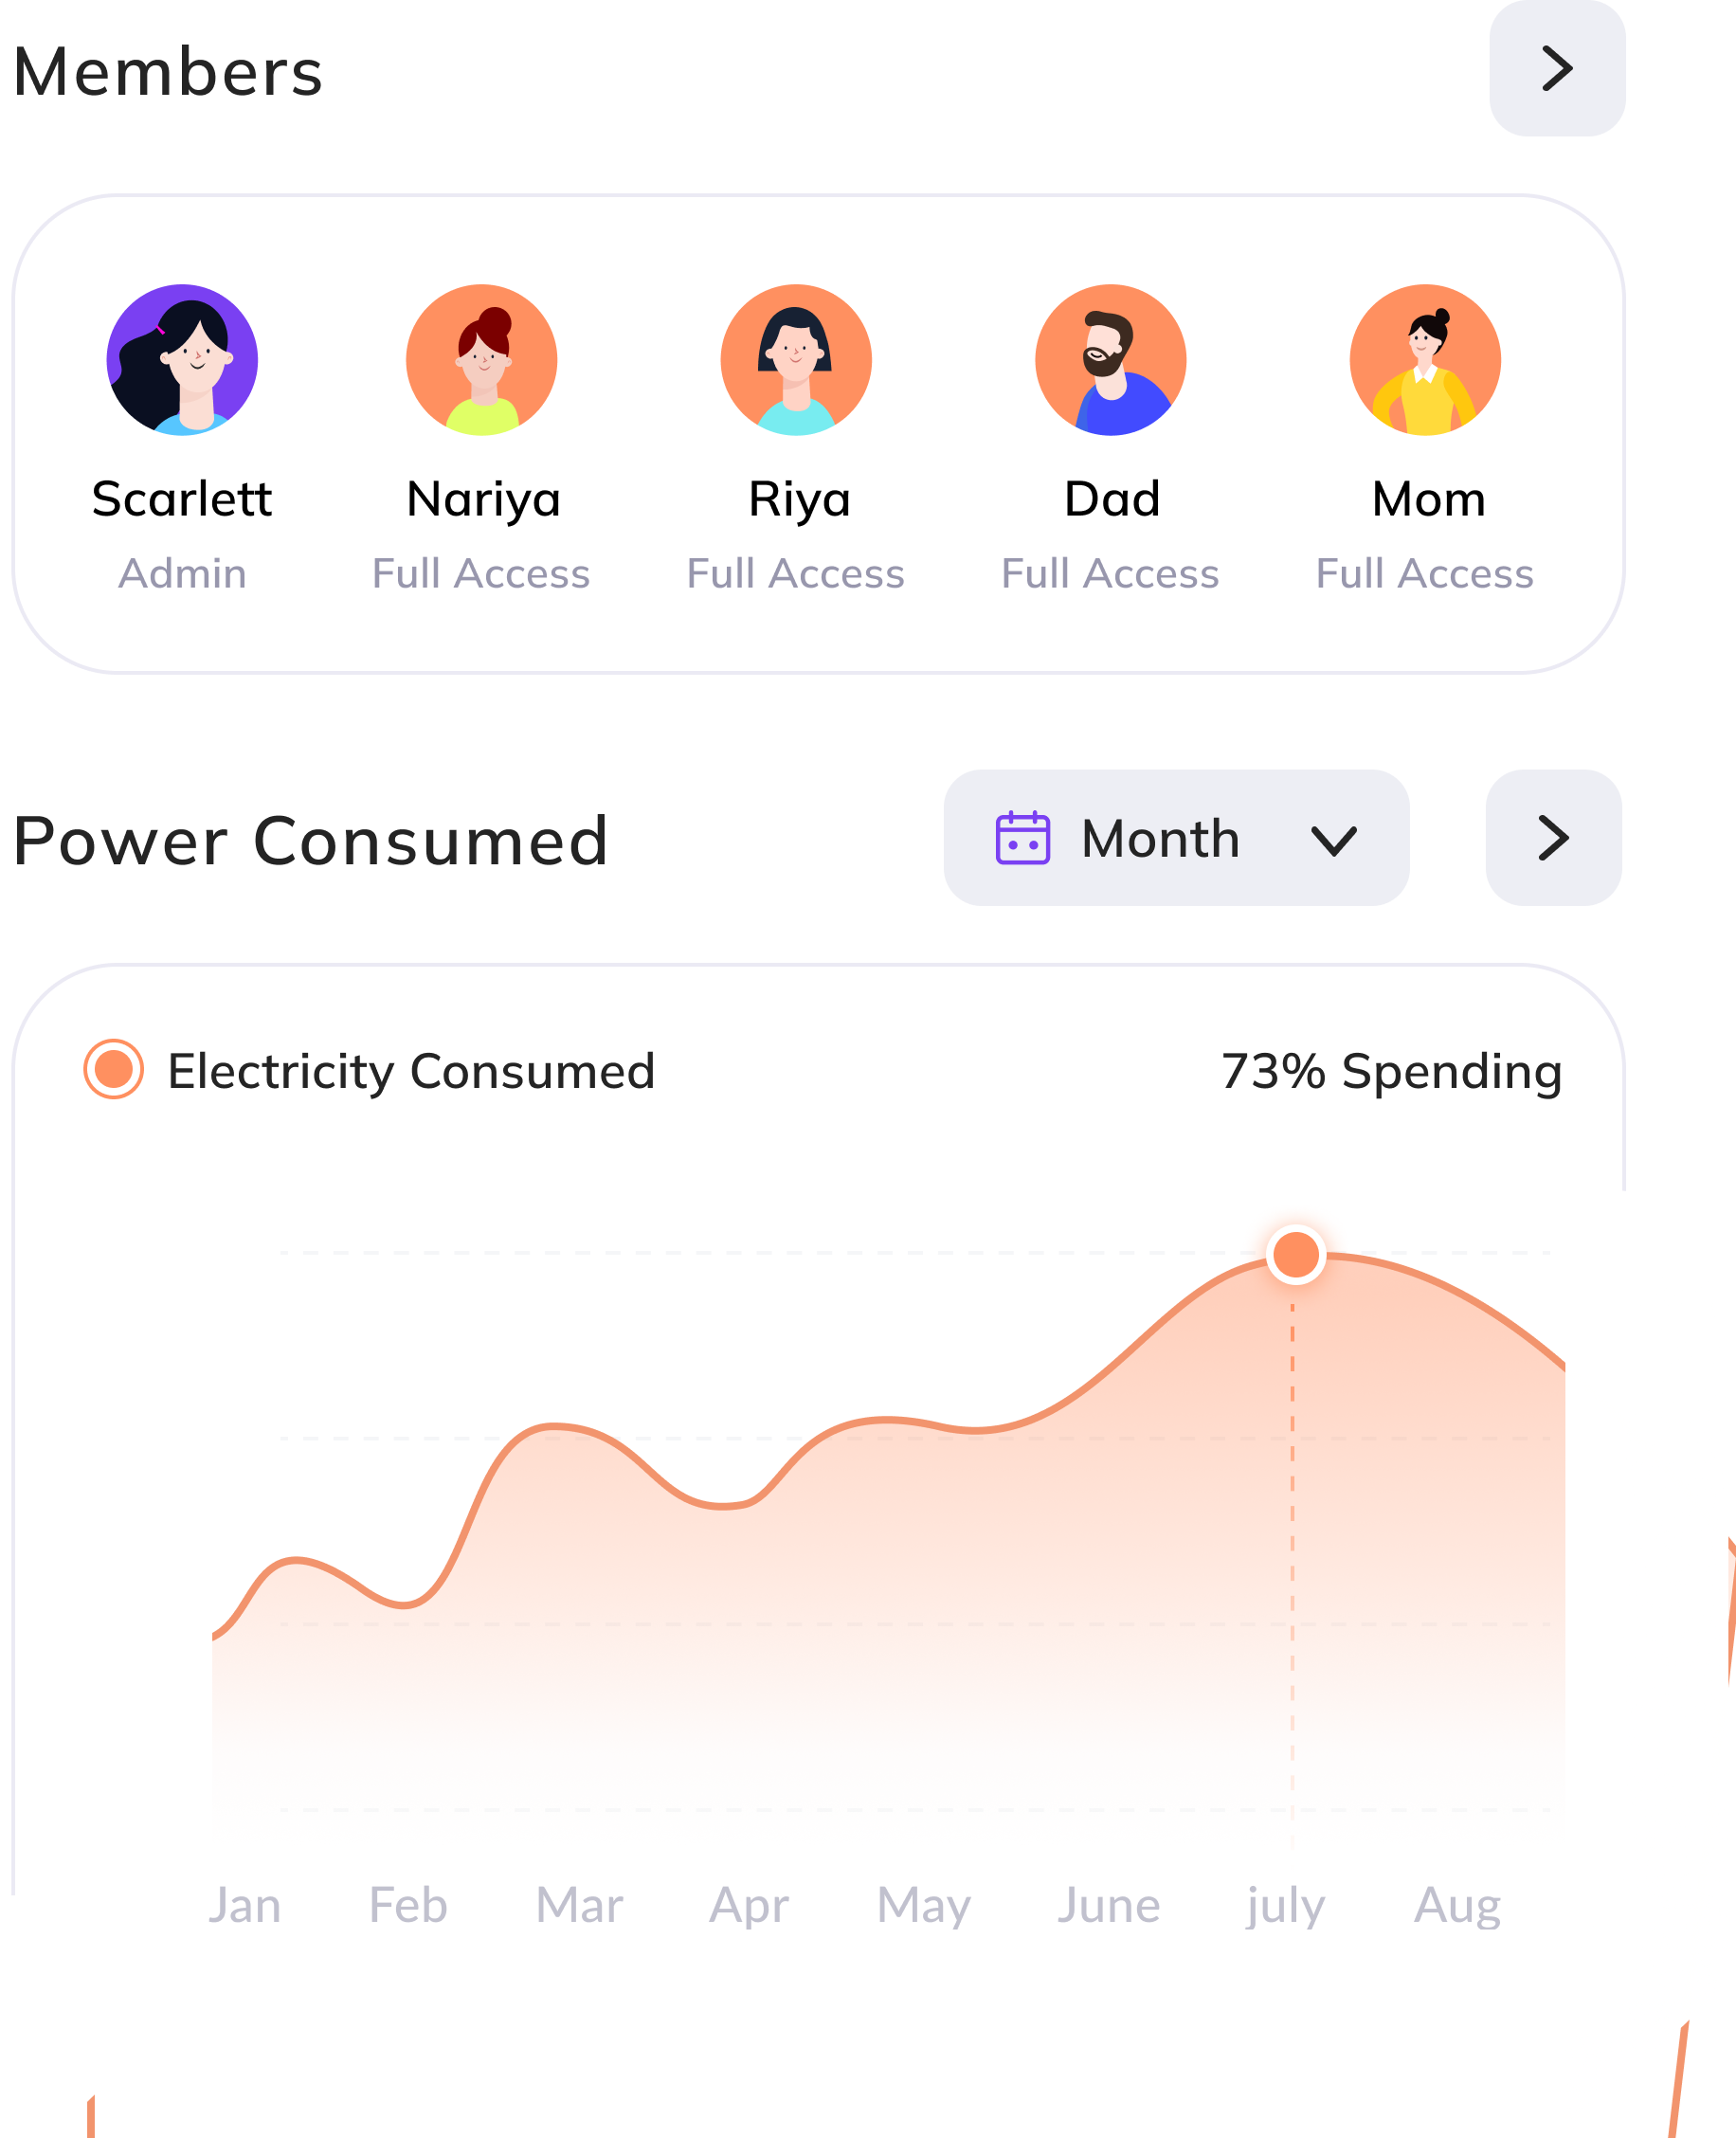 Members
Scarlett Nariya Riya Dad Mom
Admin Full Access Full Access Full Access Full Access
Power Consumed Month
Electricity Consumed 73% Spending
Jan Feb Mar Apr May June july Aug